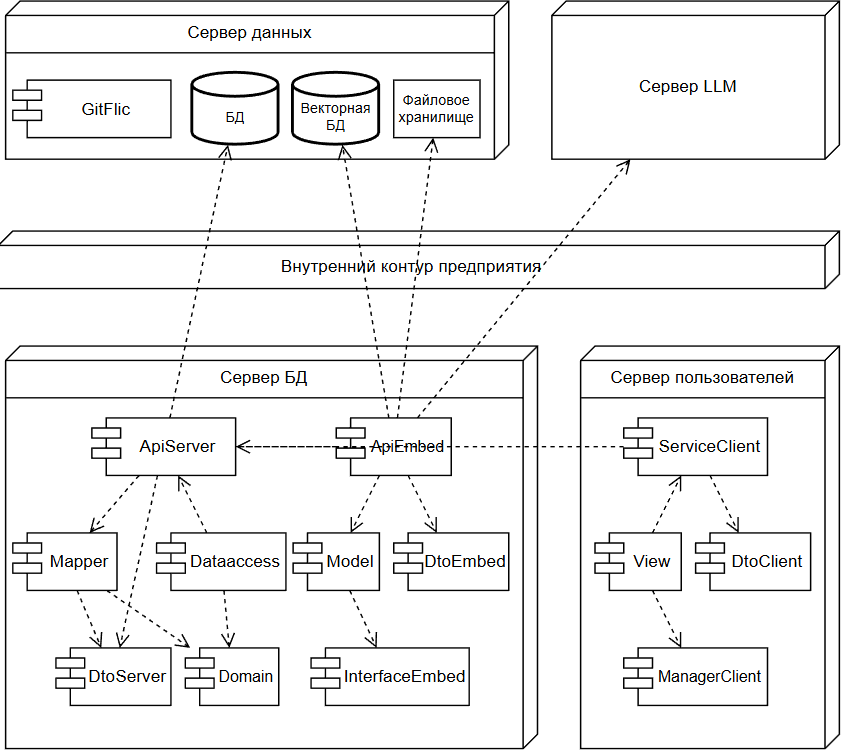 Сервер данных
Сервер LLM
GitFlic
БД
Векторная
БД
Файловое
хранилище
Внутренний контур предприятия
Сервер БД
Сервер пользователей
ApiServer
ApiEmbed
ServiceClient
Mapper
Dataaccess
Model
DtoEmbed
View
DtoClient
DtoServer
Domain
InterfaceEmbed
ManagerClient